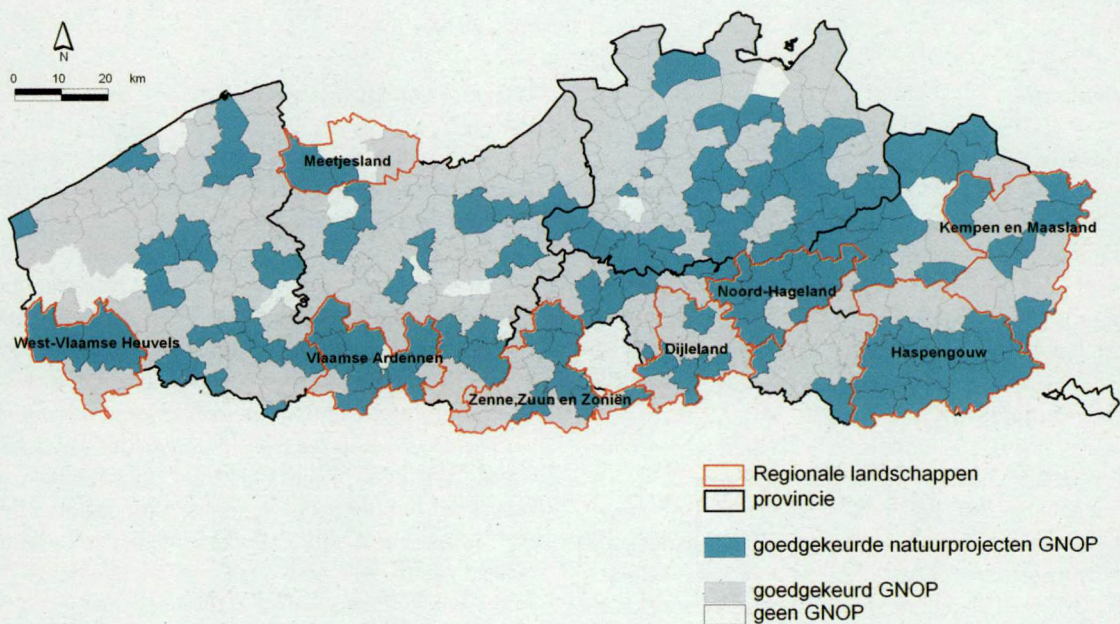 N
0 10 20 km
Meetjesland
Kempen en Maasland
Noord-Hageland
West-Vlaamse Heuvels
Vlaamse Ardennen
Dijleland
Haspengouw
Zenne,Zuun en Zoniën
Regionale landschappen
provincie
goedgekeurde natuurprojecten GNOP
goedgekeurd GNOP
geen GNOP